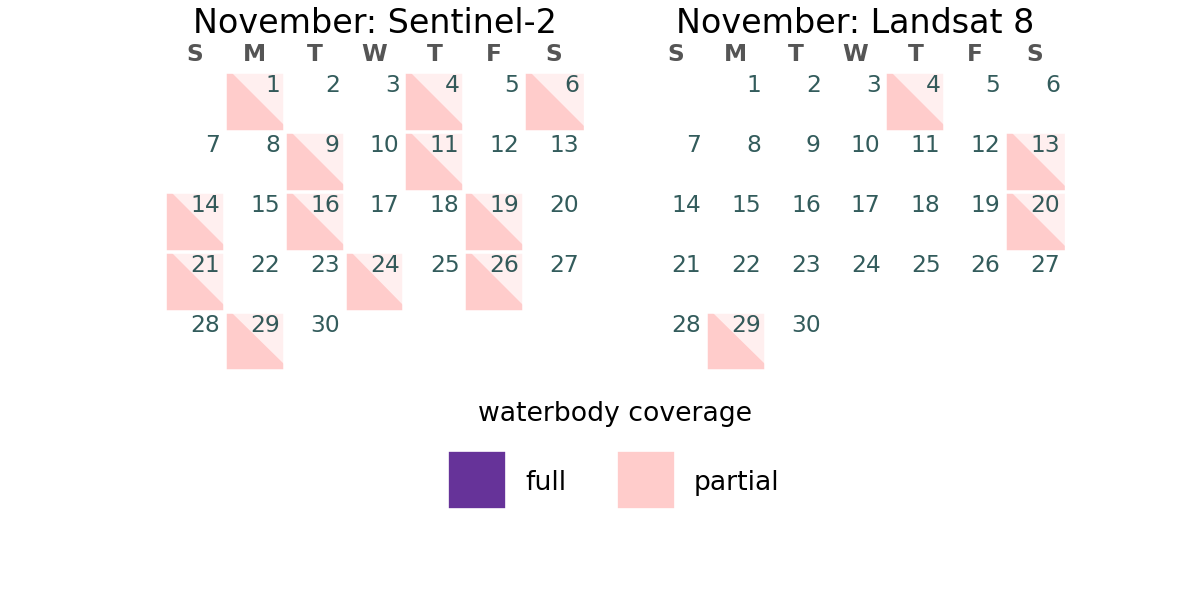 November: Sentinel-2
S M T W T F S
1 2 3 4 5 6
7 8 9 10 11 12 13
14 15 16 17 18 19 20
21 22 23 24 25 26 27
28 29 30
November: Landsat 8
S M T W T F S
1 2 3 4 5 6
7 8 9 10 11 12 13
14 15 16 17 18 19 20
21 22 23 24 25 26 27
28 29 30
waterbody coverage
full partial